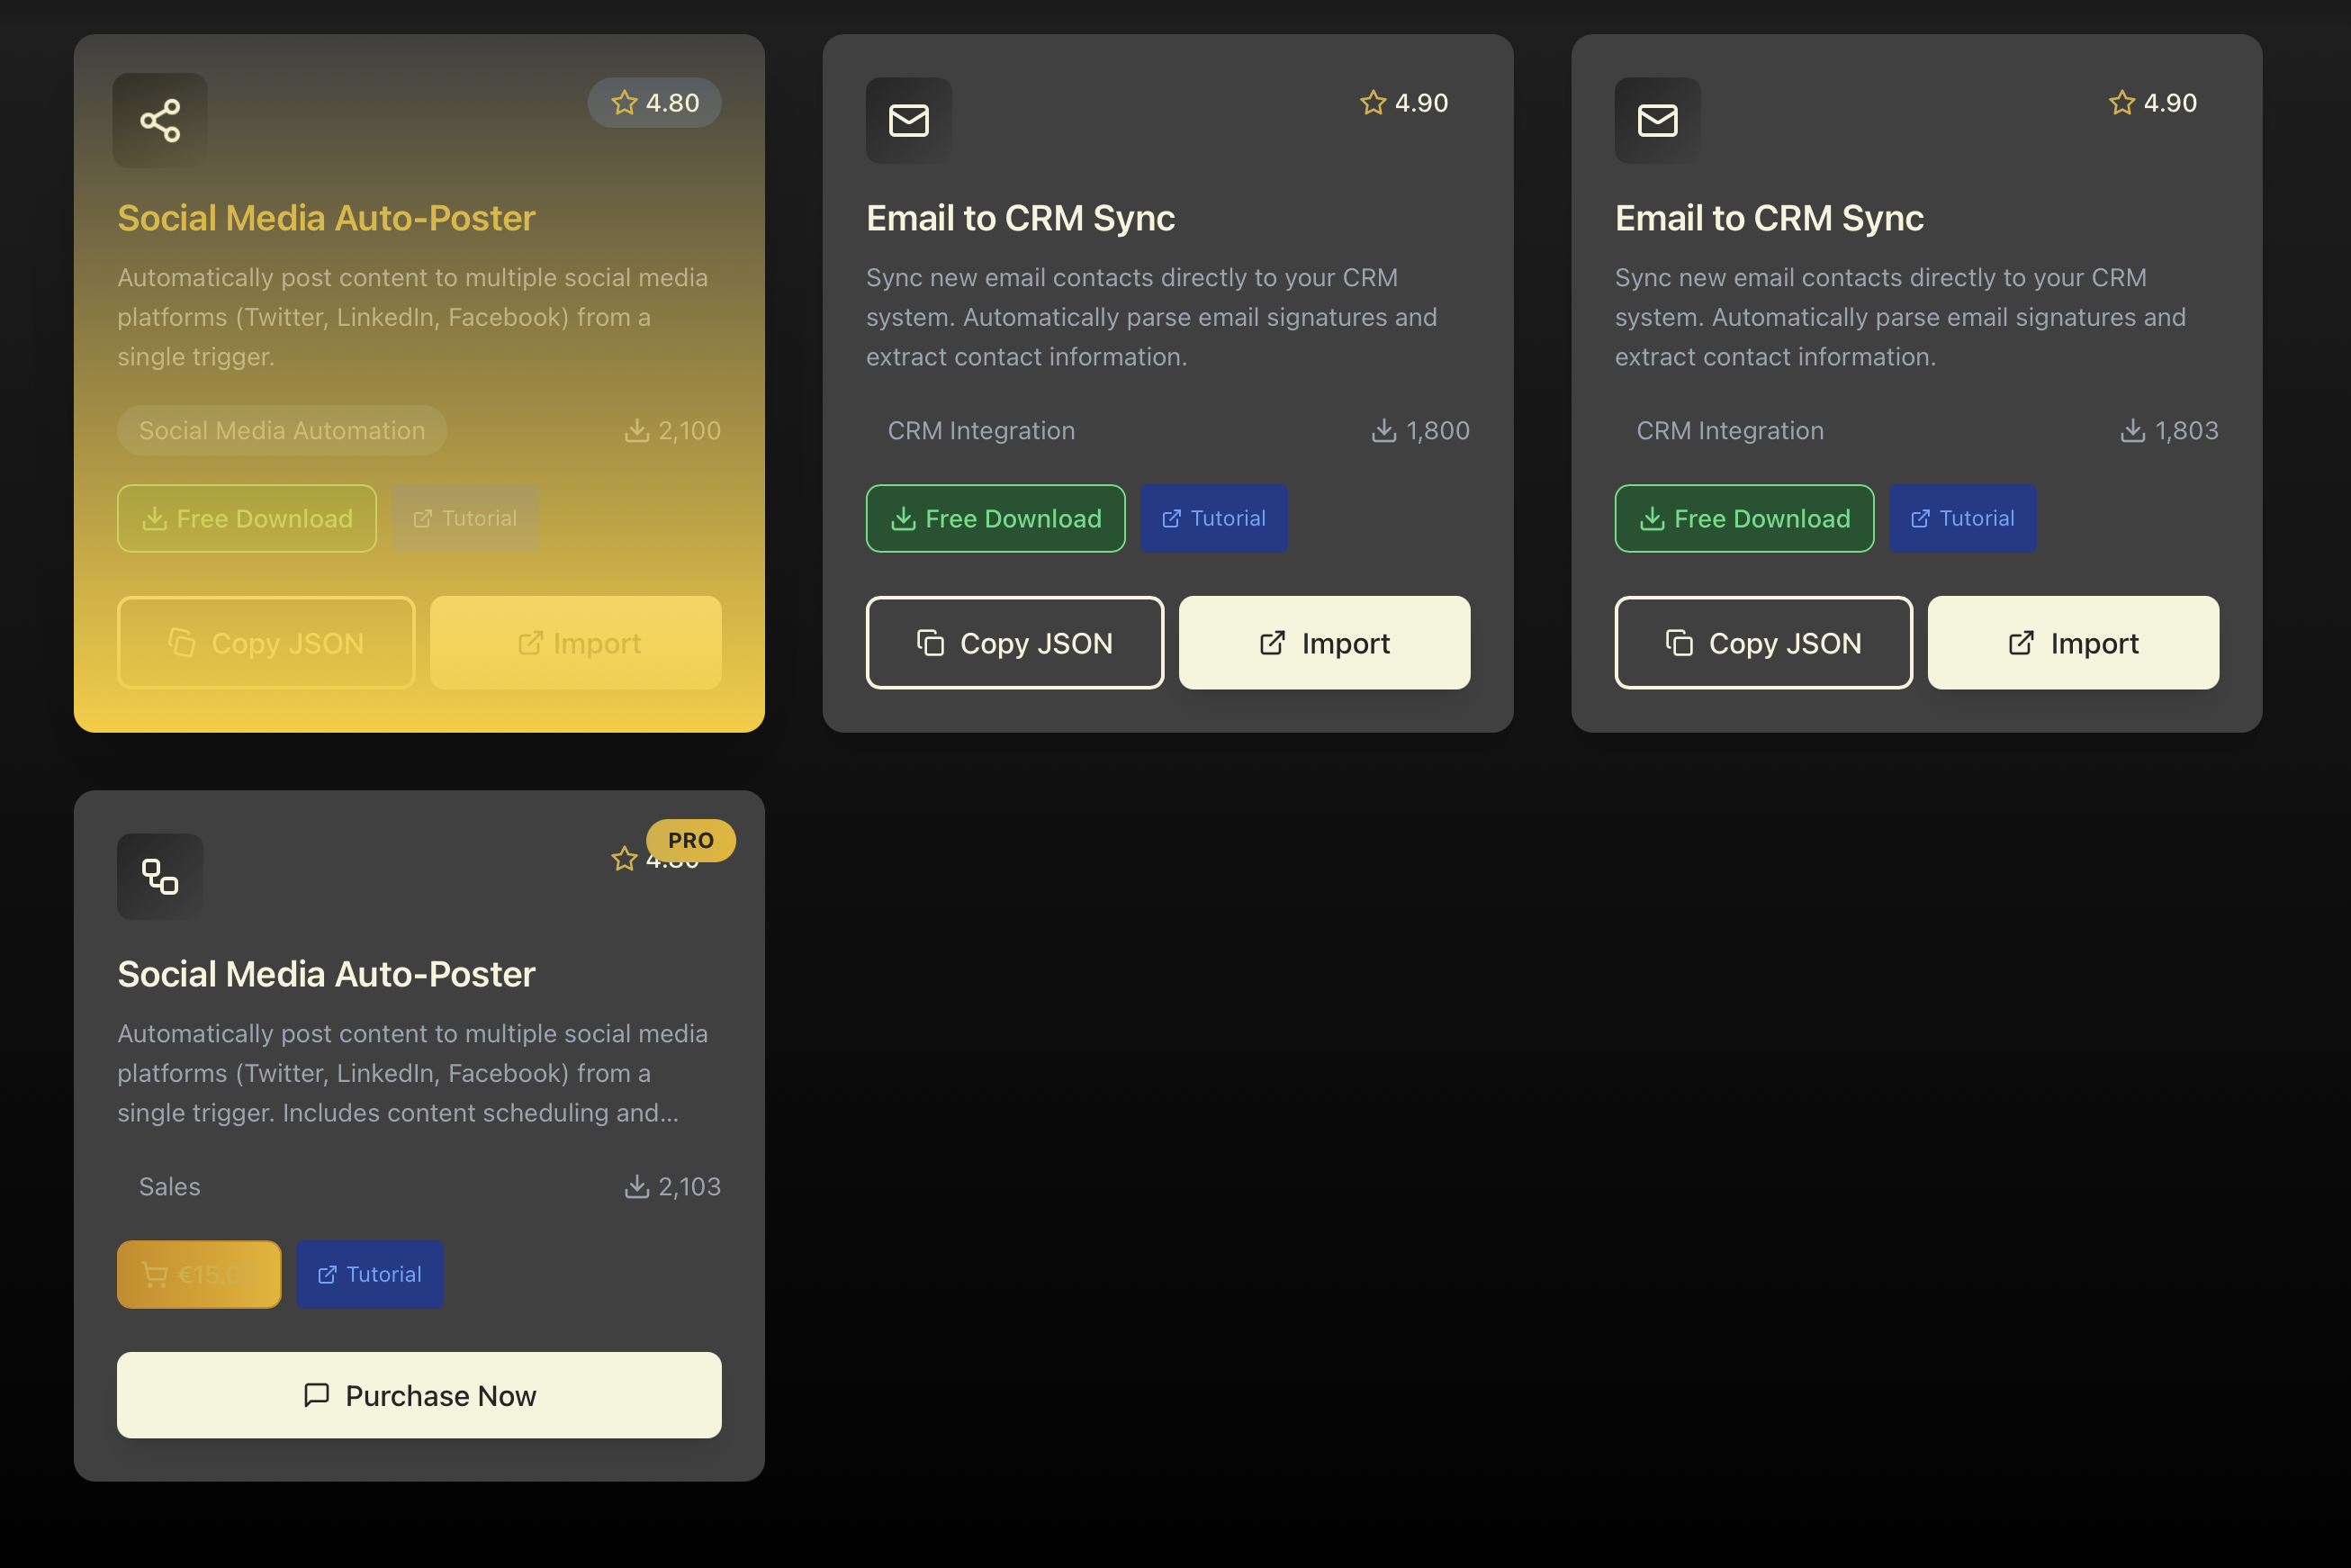 4.80
Social Media Auto-Poster
Automatically post content to multiple social media
platforms (Twitter, LinkedIn, Facebook) from a
single trigger.
Social Media Automation
2,100
Free Download
Tutorial
Copy JSON
Import
4.90
Email to CRM Sync
Sync new email contacts directly to your CRM
system. Automatically parse email signatures and
extract contact information.
CRM Integration
1,800
Free Download
Tutorial
Copy JSON
Import
4.90
Email to CRM Sync
Sync new email contacts directly to your CRM
system. Automatically parse email signatures and
extract contact information.
CRM Integration
1,803
Free Download
Tutorial
Copy JSON
Import
PRO
Social Media Auto-Poster
Automatically post content to multiple social media
platforms (Twitter, LinkedIn, Facebook) from a
single trigger. Includes content scheduling and...
Sales
2,103
€15.00
Tutorial
Purchase Now